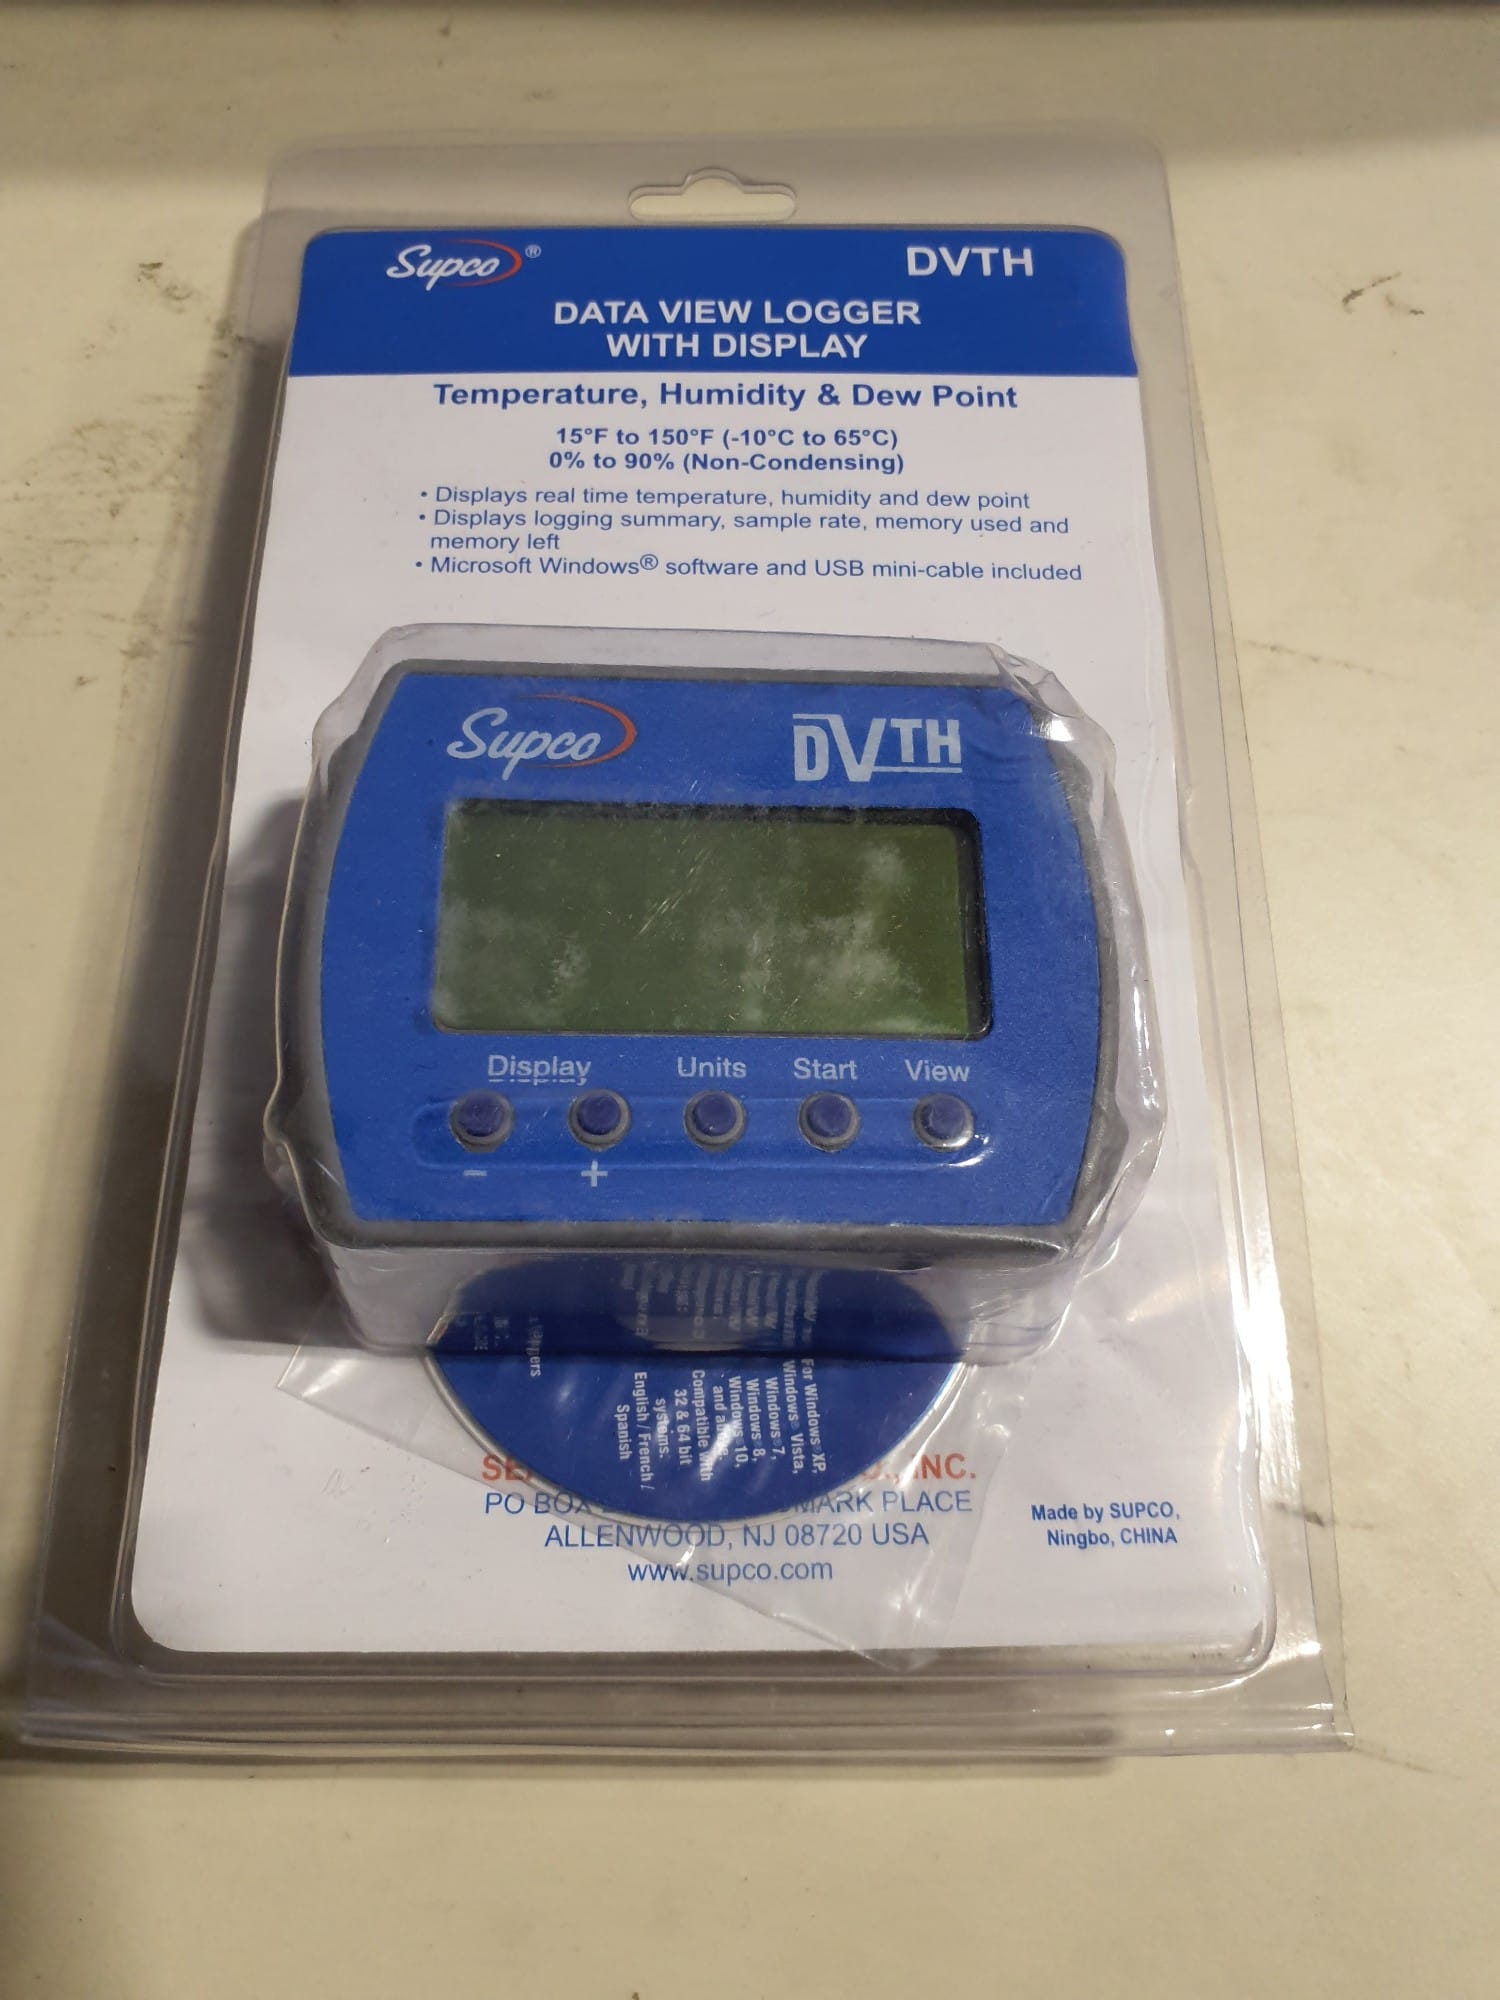 Supco®
DVTH
DATA VIEW LOGGER
WITH DISPLAY
Temperature, Humidity & Dew Point
15°F to 150°F (-10°C to 65°C)
0% to 90% (Non-Condensing)
• Displays real time temperature, humidity and dew point
• Displays logging summary, sample rate, memory used and
memory left
• Microsoft Windows® software and USB mini-cable included
Supco
DVTH
Display
Units
Start
View
- +
For Windows® XP,
Windows® Vista,
Windows® 7,
Windows® 8,
Windows® 10,
and above.
Compatible with
32 & 64 bit
systems.
English / French /
Spanish
INC.
PO BOX PLACE
ALLENWOOD, NJ 08720 USA
www.supco.com
Made by SUPCO,
Ningbo, CHINA